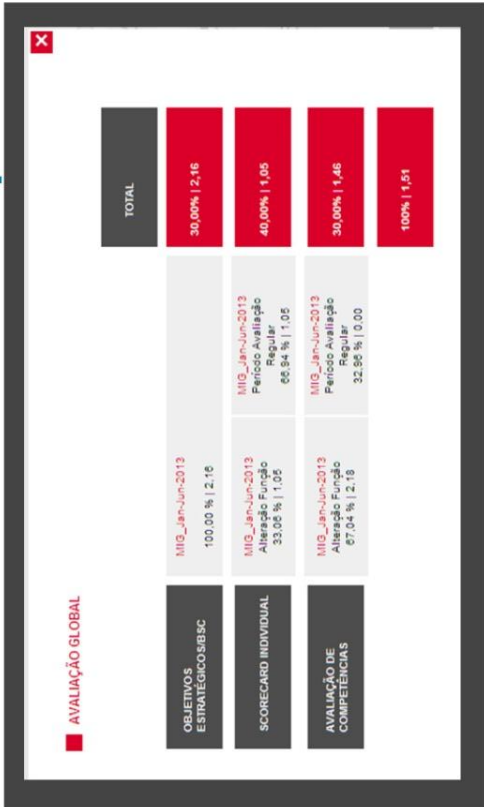 AVALIAÇÃO GLOBAL
TOTAL
OBJETIVOS
ESTRATÉGICOS/BSC
MIG_Jan-Jun-2013
100,00 % | 2,16
30,00% | 2,16
SCORECARD INDIVIDUAL
MIG_Jan-Jun-2013
Alteração Função
33,06 % | 1,05
MIG_Jan-Jun-2013
Período Avaliação
Regular
66,94 % | 1,05
40,00% | 1,05
AVALIAÇÃO DE
COMPETÊNCIAS
MIG_Jan-Jun-2013
Alteração Função
67,04 % | 2,18
MIG_Jan-Jun-2013
Período Avaliação
Regular
32,96 % | 0,00
30,00% | 1,46
100% | 1,51